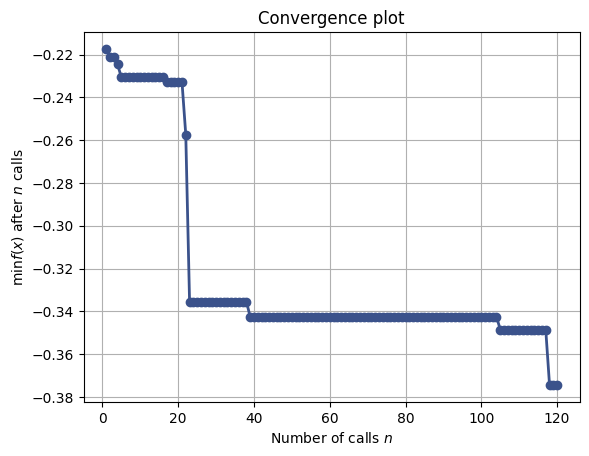 Convergence plot
min f(x) after n calls
−0.22
−0.24
−0.26
−0.28
−0.30
−0.32
−0.34
−0.36
−0.38
0 20 40 60 80 100 120
Number of calls n